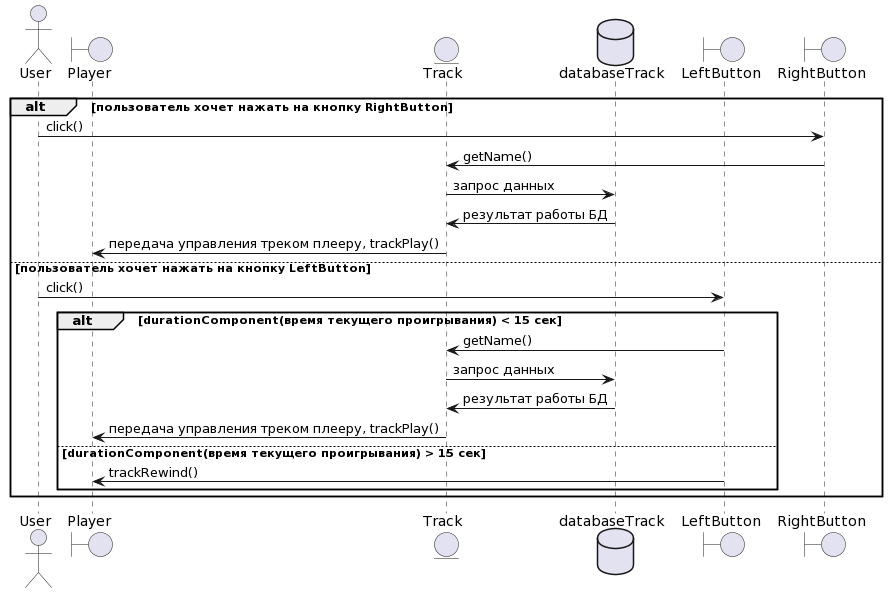 User Player Track databaseTrack LeftButton RightButton
alt [пользователь хочет нажать на кнопку RightButton]
click()
getName()
запрос данных
результат работы БД
передача управления треком плееру, trackPlay()
[пользователь хочет нажать на кнопку LeftButton]
click()
alt [durationComponent(время текущего проигрывания) < 15 сек]
getName()
запрос данных
результат работы БД
передача управления треком плееру, trackPlay()
[durationComponent(время текущего проигрывания) > 15 сек]
trackRewind()
User Player Track databaseTrack LeftButton RightButton